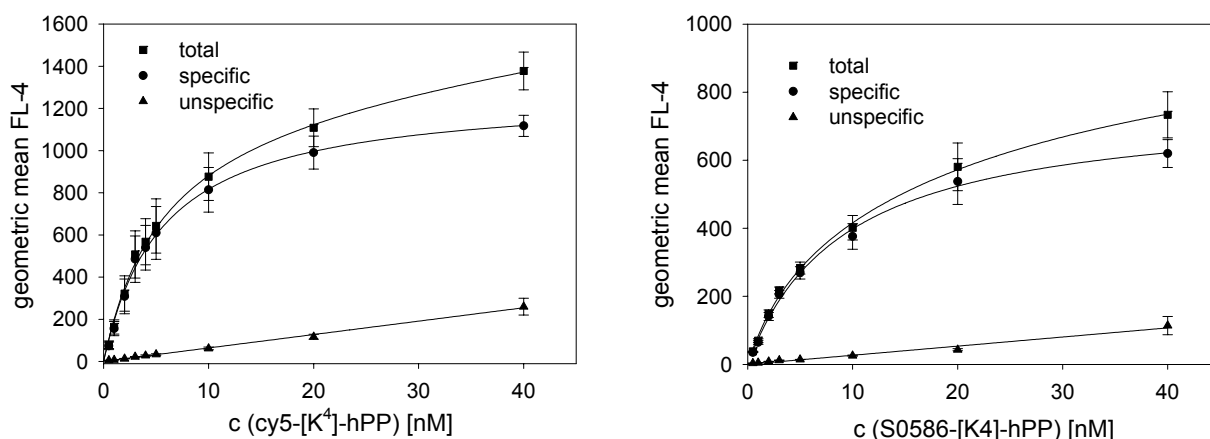 1600
1400
1200
1000
800
600
400
200
0
geometric mean FL-4
total
specific
unspecific
0 10 20 30 40
c (cy5-[K⁴]-hPP) [nM]
1000
800
600
400
200
0
geometric mean FL-4
total
specific
unspecific
0 10 20 30 40
c (S0586-[K4]-hPP) [nM]